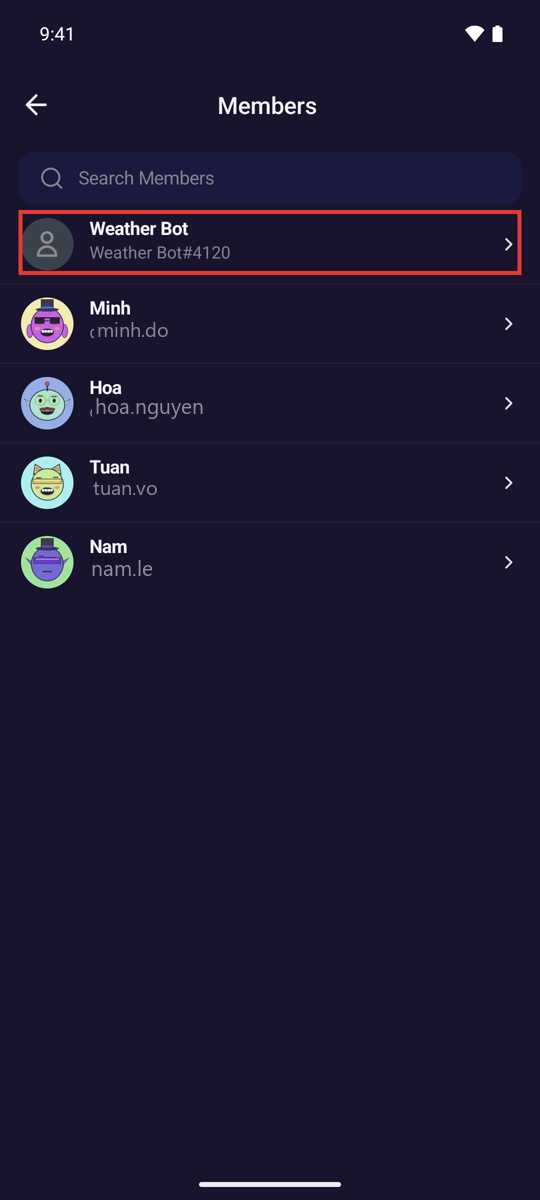 9:41
Members
Search Members
Weather Bot
Weather Bot#4120
Minh
minh.do
Hoa
hoa.nguyen
Tuan
tuan.vo
Nam
nam.le